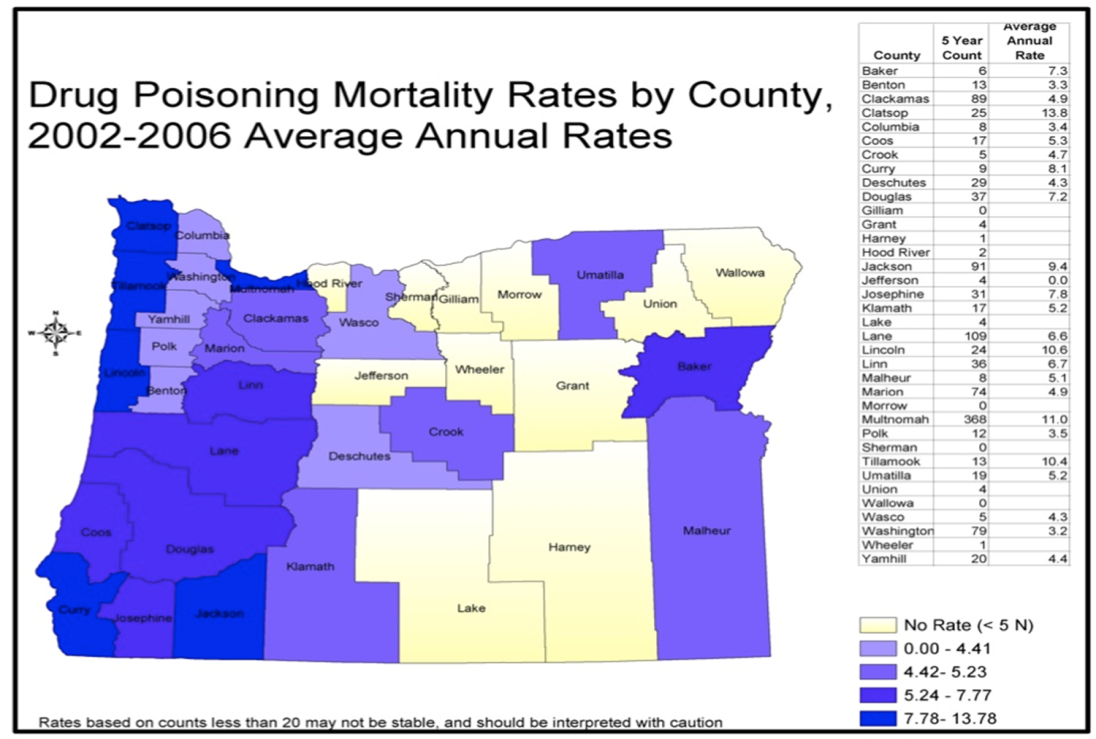 Drug Poisoning Mortality Rates by County,
2002-2006 Average Annual Rates
County 5 Year Count Average Annual Rate
Baker 6 7.3
Benton 13 3.3
Clackamas 89 4.9
Clatsop 25 13.8
Columbia 8 3.4
Coos 17 5.3
Crook 5 4.7
Curry 9 8.1
Deschutes 29 4.3
Douglas 37 7.2
Gilliam 0
Grant 4
Harney 1
Hood River 2
Jackson 91 9.4
Jefferson 4 0.0
Josephine 31 7.8
Klamath 17 5.2
Lake 4
Lane 109 6.6
Lincoln 24 10.6
Linn 36 6.7
Malheur 8 5.1
Marion 74 4.9
Morrow 0
Multnomah 368 11.0
Polk 12 3.5
Sherman 0
Tillamook 13 10.4
Umatilla 19 5.2
Union 4
Wallowa 0
Wasco 5 4.3
Washington 79 3.2
Wheeler 1
Yamhill 20 4.4
Clatsop
Columbia
Tillamook
Washington
Multnomah
Hood River
Sherman
Gilliam
Morrow
Umatilla
Union
Wallowa
Yamhill
Clackamas
Wasco
Polk
Marion
Lincoln
Benton
Linn
Jefferson
Wheeler
Grant
Baker
Lane
Deschutes
Crook
Coos
Douglas
Klamath
Harney
Malheur
Curry
Josephine
Jackson
Lake
N
W E
S
No Rate (< 5 N)
0.00 - 4.41
4.42- 5.23
5.24 - 7.77
7.78- 13.78
Rates based on counts less than 20 may not be stable, and should be interpreted with caution